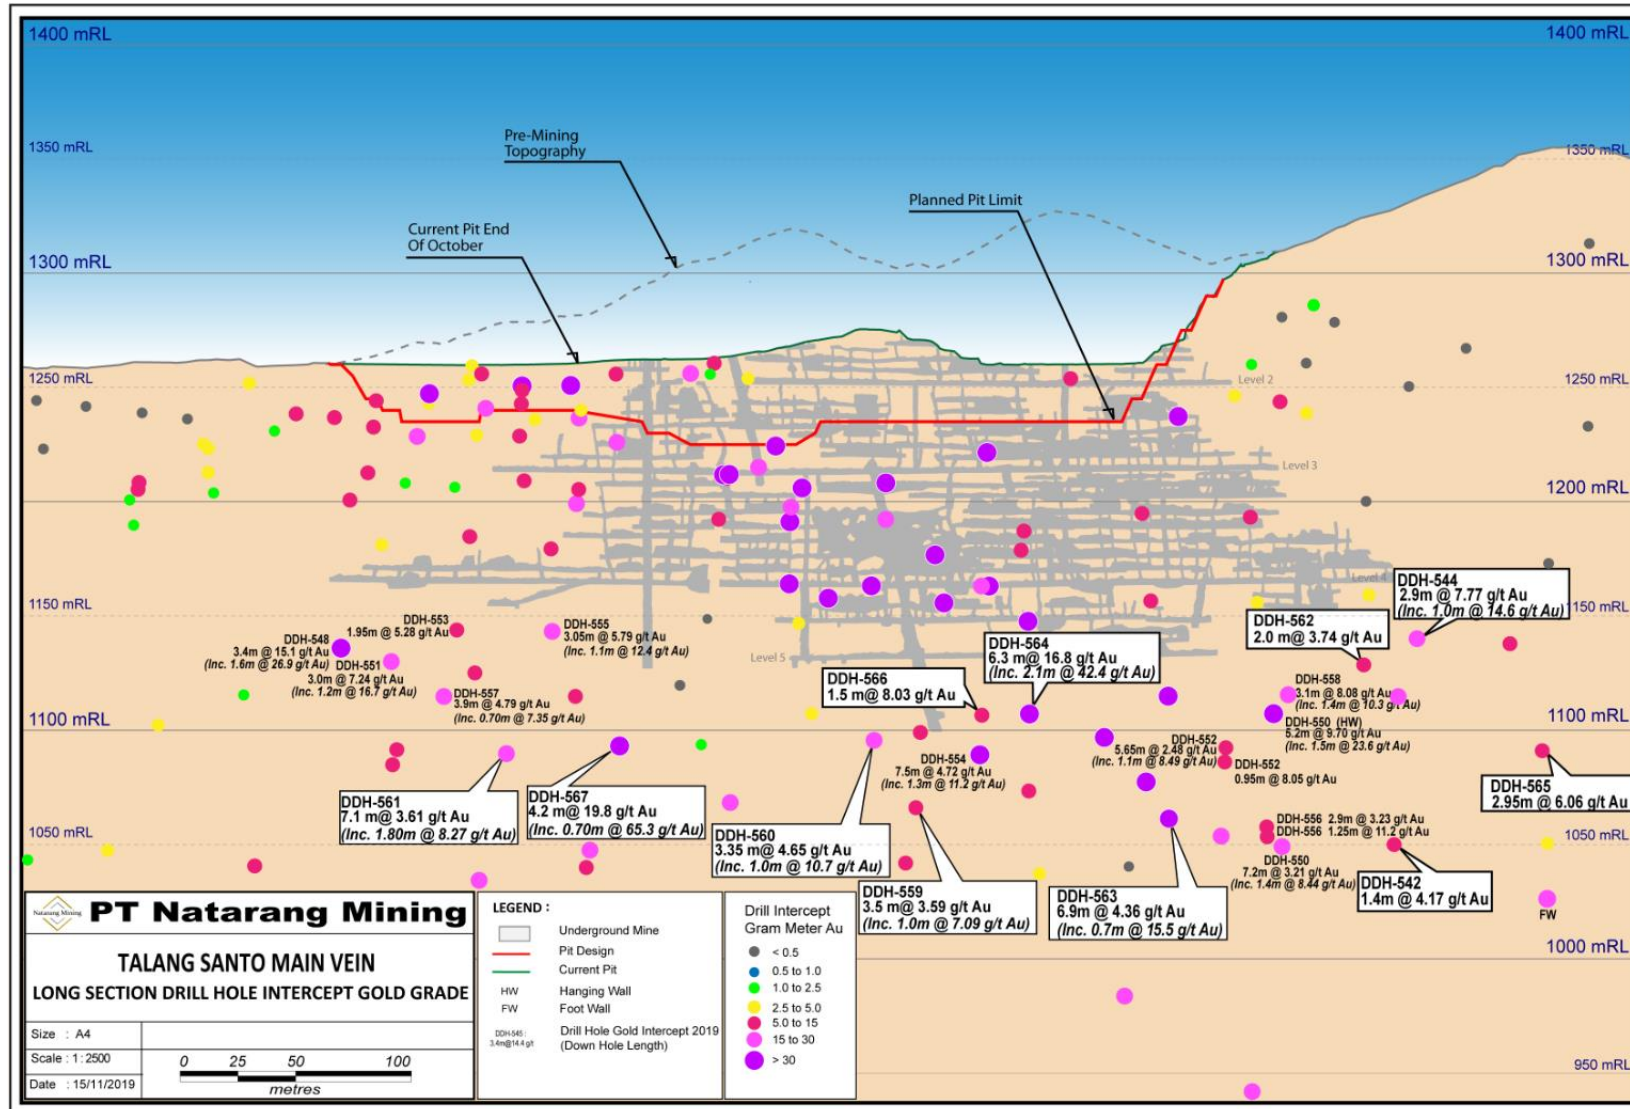 1400 mRL
1400 mRL
1350 mRL
1350 mRL
Pre-Mining
Topography
Planned Pit Limit
Current Pit End
Of October
1300 mRL
1300 mRL
1250 mRL
1250 mRL
Level 2
Level 3
1200 mRL
1200 mRL
Level 4
1150 mRL
1150 mRL
Level 5
DDH-544
2.9m @ 7.77 g/t Au
(Inc. 1.0m @ 14.6 g/t Au)
DDH-562
2.0 m@ 3.74 g/t Au
DDH-548
3.4m @ 15.1 g/t Au
(Inc. 1.6m @ 26.9 g/t Au)
DDH-553
1.95m @ 5.28 g/t Au
DDH-551
3.0m @ 7.24 g/t Au
(Inc. 1.2m @ 16.7 g/t Au)
DDH-555
3.05m @ 5.79 g/t Au
(Inc. 1.1m @ 12.4 g/t Au)
DDH-557
3.9m @ 4.79 g/t Au
(Inc. 0.70m @ 7.35 g/t Au)
DDH-564
6.3 m@ 16.8 g/t Au
(Inc. 2.1m @ 42.4 g/t Au)
DDH-566
1.5 m@ 8.03 g/t Au
DDH-558
3.1m @ 8.08 g/t Au
(Inc. 1.4m @ 10.3 g/t Au)
1100 mRL
1100 mRL
DDH-550 (HW)
5.2m @ 9.70 g/t Au
(Inc. 1.5m @ 23.6 g/t Au)
DDH-552
5.65m @ 2.48 g/t Au
(Inc. 1.1m @ 8.49 g/t Au)
DDH-552
0.95m @ 8.05 g/t Au
DDH-554
7.5m @ 4.72 g/t Au
(Inc. 1.3m @ 11.2 g/t Au)
DDH-565
2.95m @ 6.06 g/t Au
DDH-561
7.1 m@ 3.61 g/t Au
(Inc. 1.80m @ 8.27 g/t Au)
DDH-567
4.2 m@ 19.8 g/t Au
(Inc. 0.70m @ 65.3 g/t Au)
DDH-560
3.35 m@ 4.65 g/t Au
(Inc. 1.0m @ 10.7 g/t Au)
1050 mRL
1050 mRL
DDH-556 2.9m @ 3.23 g/t Au
DDH-556 1.25m @ 11.2 g/t Au
DDH-550
7.2m @ 3.21 g/t Au
(Inc. 1.4m @ 8.44 g/t Au)
DDH-542
1.4m @ 4.17 g/t Au
DDH-559
3.5 m@ 3.59 g/t Au
(Inc. 1.0m @ 7.09 g/t Au)
DDH-563
6.9m @ 4.36 g/t Au
(Inc. 0.7m @ 15.5 g/t Au)
FW
1000 mRL
950 mRL
Natarang Mining
PT Natarang Mining
TALANG SANTO MAIN VEIN
LONG SECTION DRILL HOLE INTERCEPT GOLD GRADE
Size : A4
Scale : 1 : 2500
Date : 15/11/2019
0 25 50 100
metres
LEGEND :
Underground Mine
Pit Design
Current Pit
HW Hanging Wall
FW Foot Wall
DDH-545 :
3.4m@14.4 g/t
Drill Hole Gold Intercept 2019
(Down Hole Length)
Drill Intercept
Gram Meter Au
< 0.5
0.5 to 1.0
1.0 to 2.5
2.5 to 5.0
5.0 to 15
15 to 30
> 30